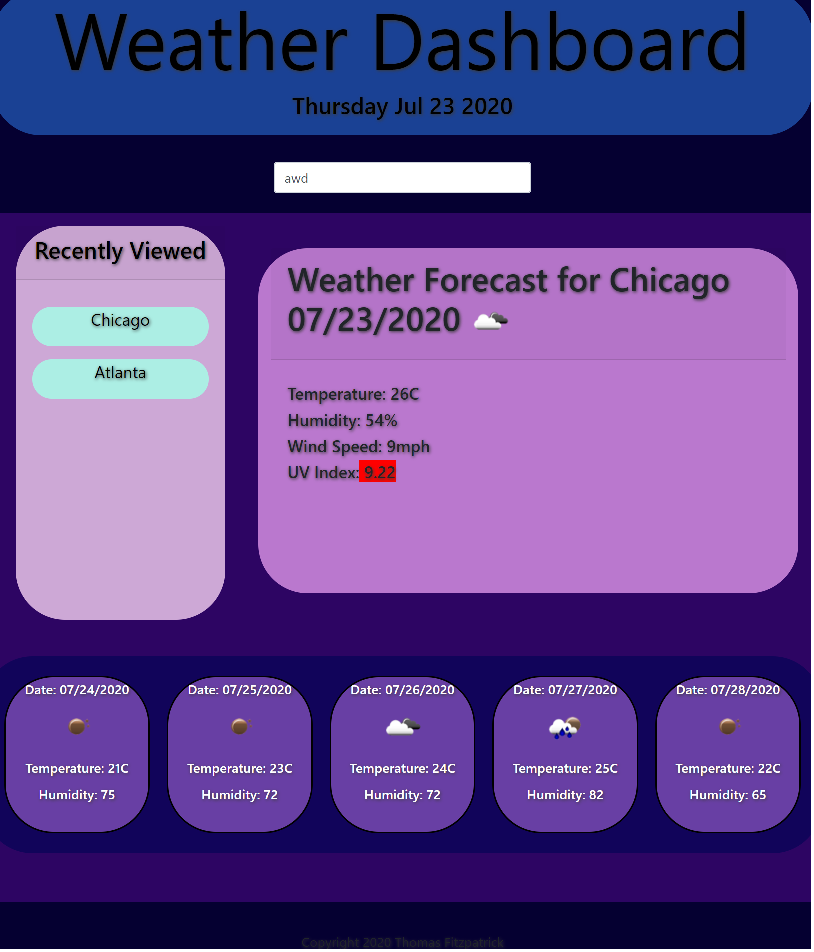 Weather Dashboard
Thursday Jul 23 2020
awd
Recently Viewed
Chicago
Atlanta
Weather Forecast for Chicago
07/23/2020
Temperature: 26C
Humidity: 54%
Wind Speed: 9mph
UV Index: 9.22
Date: 07/24/2020
Temperature: 21C
Humidity: 75
Date: 07/25/2020
Temperature: 23C
Humidity: 72
Date: 07/26/2020
Temperature: 24C
Humidity: 72
Date: 07/27/2020
Temperature: 25C
Humidity: 82
Date: 07/28/2020
Temperature: 22C
Humidity: 65
Copyright 2020 Thomas Fitzpatrick